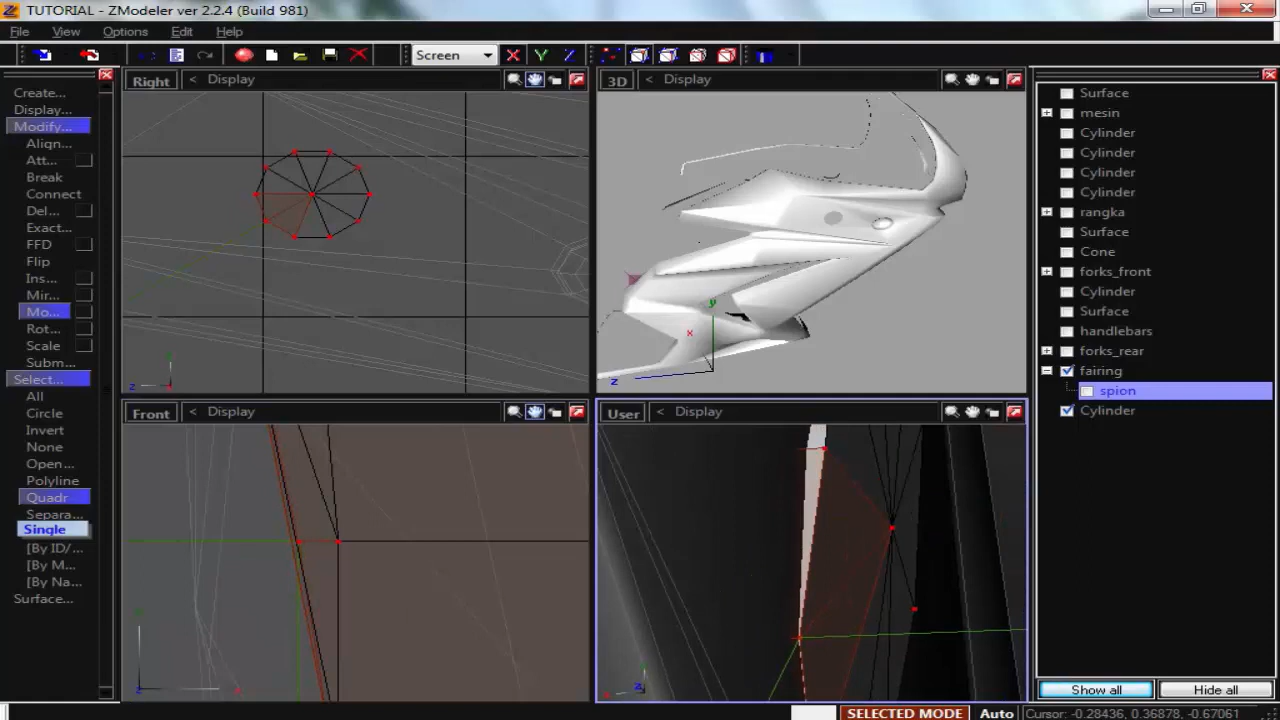 TUTORIAL - ZModeler ver 2.2.4 (Build 981)
File View Options Edit Help
Screen X Y Z
Create...
Display...
Modify...
Align...
Att...
Break
Connect
Del...
Exact...
FFD
Flip
Ins...
Mir...
Mo...
Rot...
Scale
Subm...
Select...
All
Circle
Invert
None
Open...
Polyline
Quadr
Separa...
Single
[By ID/...
[By M...
[By Na...
Surface...
Right < Display
z
3D < Display
x
y
z
Front < Display
User < Display
z
Surface
mesin
Cylinder
Cylinder
Cylinder
Cylinder
rangka
Surface
Cone
forks_front
Cylinder
Surface
handlebars
forks_rear
fairing
spion
Cylinder
Show all Hide all
SELECTED MODE Auto Cursor: -0.28436, 0.36878, -0.67061